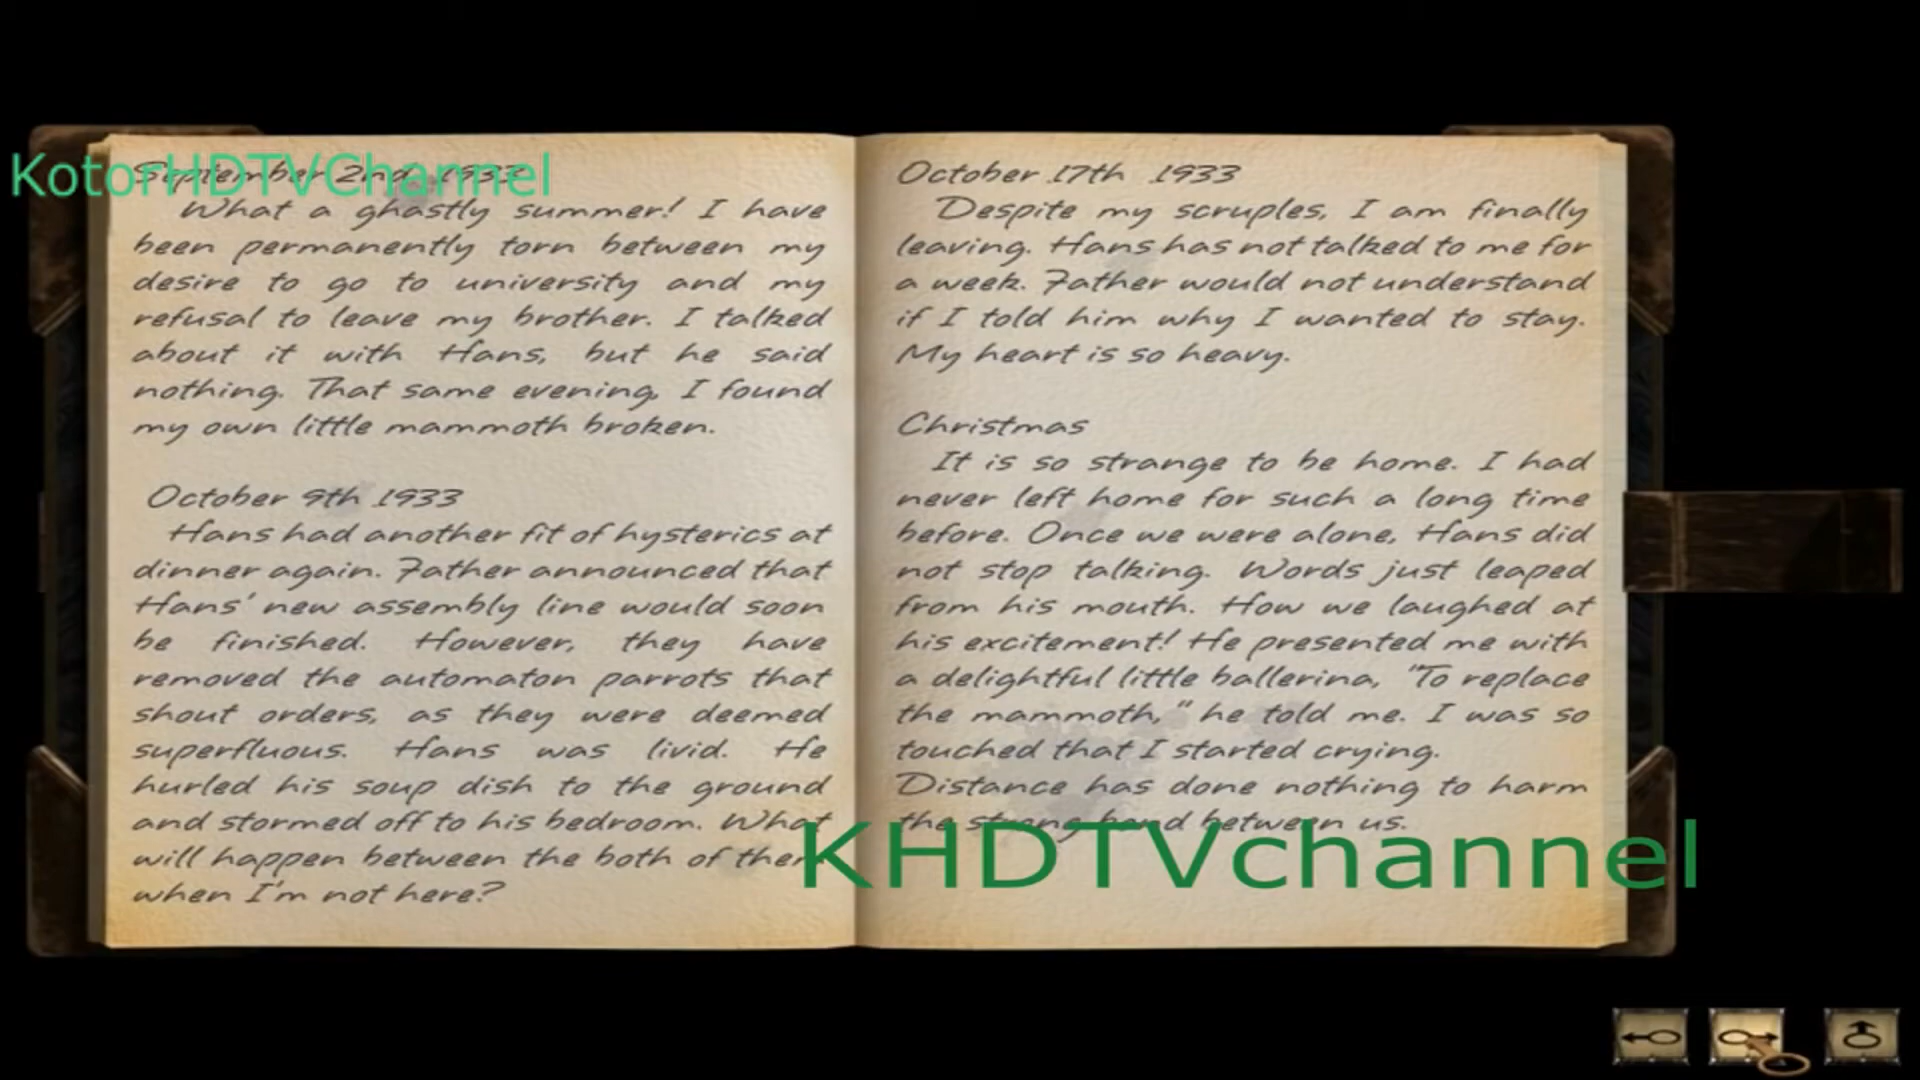 KotorHDTVChannel
September 2nd 1933
What a ghastly summer! I have
been permanently torn between my
desire to go to university and my
refusal to leave my brother. I talked
about it with Hans, but he said
nothing. That same evening, I found
my own little mammoth broken.
October 9th 1933
Hans had another fit of hysterics at
dinner again. Father announced that
Hans' new assembly line would soon
be finished. However, they have
removed the automaton parrots that
shout orders, as they were deemed
superfluous. Hans was livid. He
hurled his soup dish to the ground
and stormed off to his bedroom. What
will happen between the both of them
when I'm not here?
October 17th 1933
Despite my scruples, I am finally
leaving. Hans has not talked to me for
a week. Father would not understand
if I told him why I wanted to stay.
My heart is so heavy.
Christmas
It is so strange to be home. I had
never left home for such a long time
before. Once we were alone, Hans did
not stop talking. Words just leaped
from his mouth. How we laughed at
his excitement! He presented me with
a delightful little ballerina, "To replace
the mammoth," he told me. I was so
touched that I started crying.
Distance has done nothing to harm
the strong bond between us.
KHDTVchannel